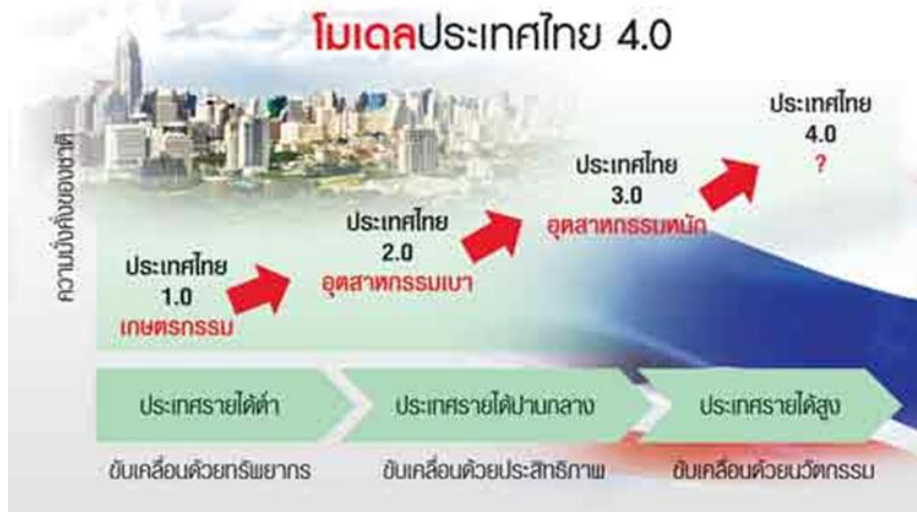 โมเดลประเทศไทย 4.0
ความมั่งคั่งของชาติ
ประเทศไทย
1.0
เกษตรกรรม
ประเทศไทย
2.0
อุตสาหกรรมเบา
ประเทศไทย
3.0
อุตสาหกรรมหนัก
ประเทศไทย
4.0
?
ประเทศรายได้ต่ำ
ประเทศรายได้ปานกลาง
ประเทศรายได้สูง
ขับเคลื่อนด้วยทรัพยากร
ขับเคลื่อนด้วยประสิทธิภาพ
ขับเคลื่อนด้วยนวัตกรรม